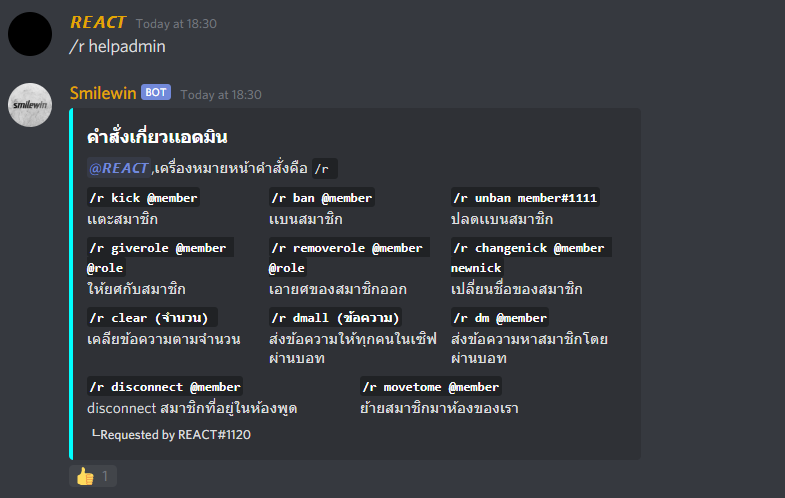 REACT Today at 18:30
/r helpadmin
smilewin
Smilewin BOT Today at 18:30
คำสั่งเกี่ยวแอดมิน
@REACT,เครื่องหมายหน้าคำสั่งคือ /r
/r kick @member /r ban @member /r unban member#1111
เเตะสมาชิก เเบนสมาชิก ปลดเเบนสมาชิก
/r giverole @member /r removerole @member /r changenick @member
@role @role newnick
ให้ยศกับสมาชิก เอายศของสมาชิกออก เปลี่ยนชื่อของสมาชิก
/r clear (จำนวน) /r dmall (ข้อความ) /r dm @member
เคลียข้อความตามจำนวน ส่งข้อความให้ทุกคนในเซิฟ ส่งข้อความหาสมาชิกโดย
ผ่านบอท ผ่านบอท
/r disconnect @member /r movetome @member
disconnect สมาชิกที่อยู่ในห้องพูด ย้ายสมาชิกมาห้องของเรา
┗Requested by REACT#1120
1